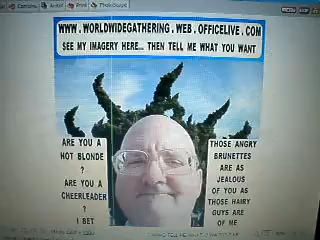 WWW.WORLDWIDEGATHERING.WEB.OFFICELIVE.COM
SEE MY IMAGERY HERE... THEN TELL ME WHAT YOU WANT
ARE YOU A
HOT BLONDE
?
ARE YOU A
CHEERLEADER
?
I BET
THOSE ANGRY
BRUNETTES
ARE AS
JEALOUS
OF YOU AS
THOSE HAIRY
GUYS ARE
OF ME